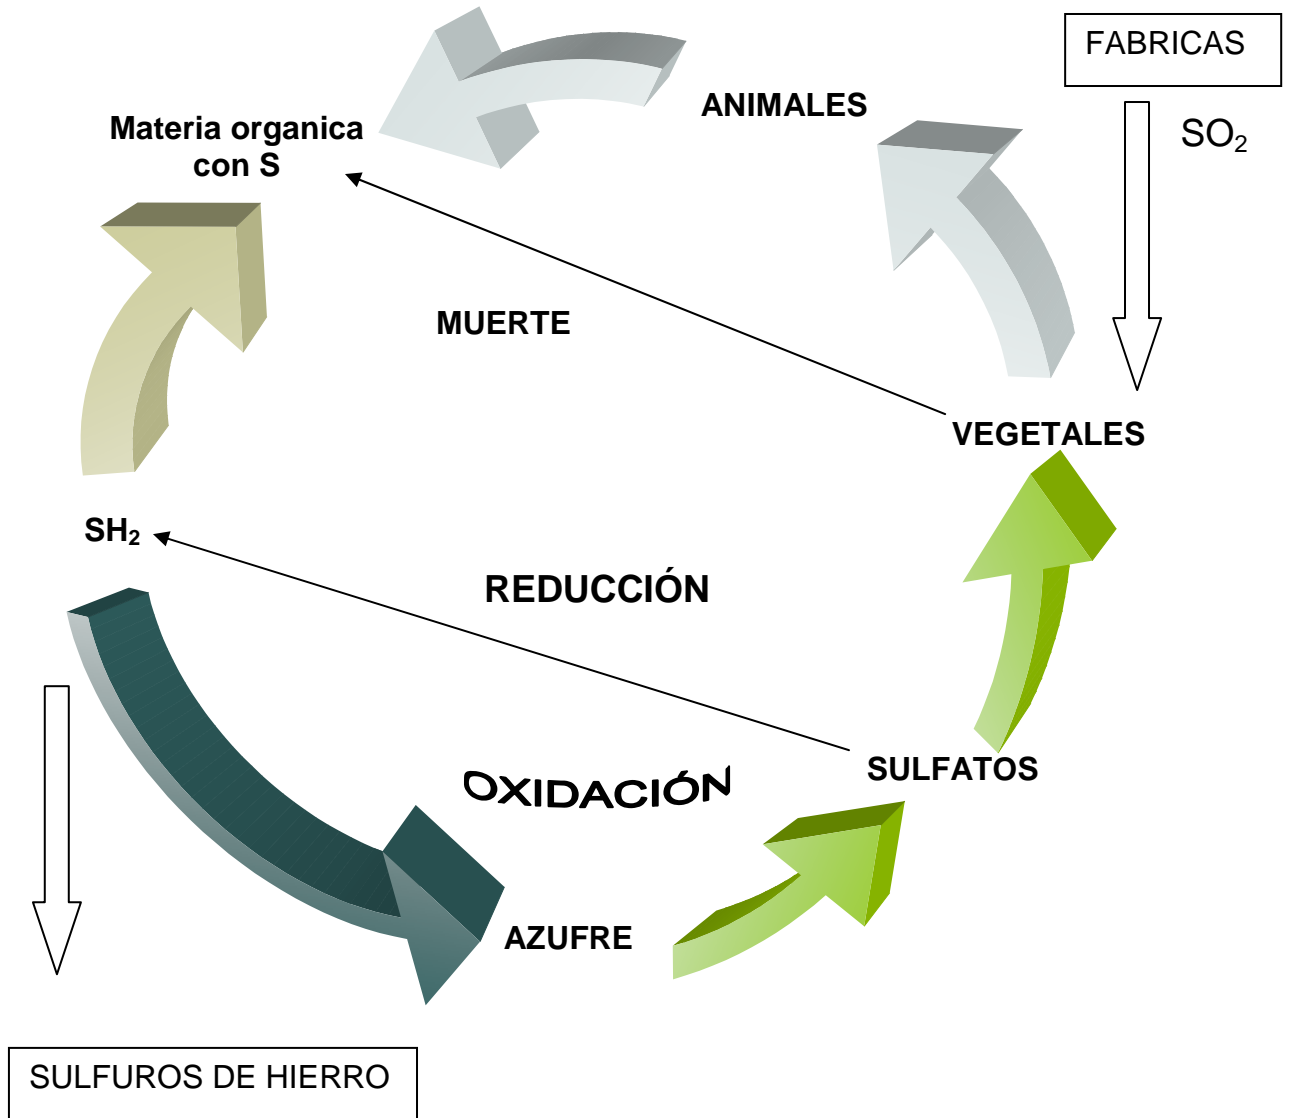 FABRICAS
SO₂
ANIMALES
Materia organica
con S
MUERTE
VEGETALES
SH₂
REDUCCIÓN
SULFATOS
OXIDACIÓN
AZUFRE
SULFUROS DE HIERRO